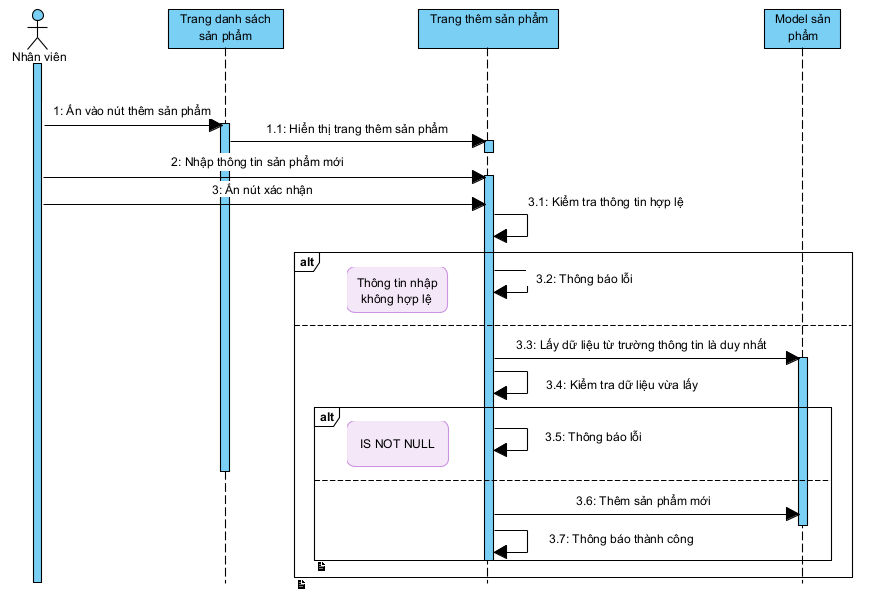 Nhân viên
Trang danh sách
sản phẩm
Trang thêm sản phẩm
Model sản
phẩm
1: Ấn vào nút thêm sản phẩm
1.1: Hiển thị trang thêm sản phẩm
2: Nhập thông tin sản phẩm mới
3: Ấn nút xác nhận
3.1: Kiểm tra thông tin hợp lệ
alt
Thông tin nhập
không hợp lệ
3.2: Thông báo lỗi
3.3: Lấy dữ liệu từ trường thông tin là duy nhất
3.4: Kiểm tra dữ liệu vừa lấy
alt
IS NOT NULL
3.5: Thông báo lỗi
3.6: Thêm sản phẩm mới
3.7: Thông báo thành công